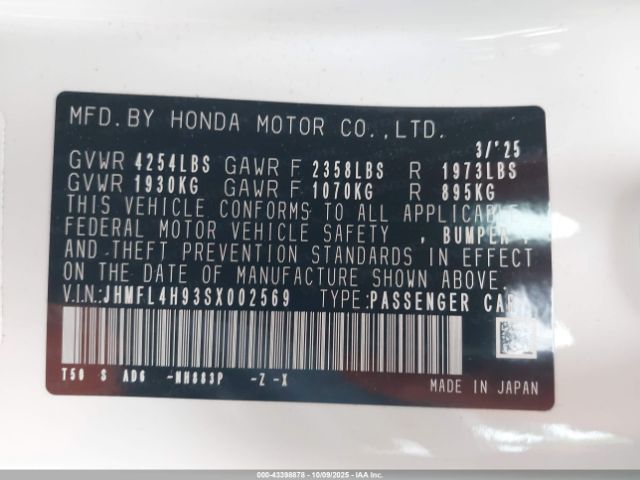 MFD.BY HONDA MOTOR CO.,LTD.
3/'25
GVWR 4254LBS GAWR F 2358LBS R 1973LBS
GVWR 1930KG GAWR F 1070KG R 895KG
THIS VEHICLE CONFORMS TO ALL APPLICABLE
FEDERAL MOTOR VEHICLE SAFETY , BUMPER ,
AND THEFT PREVENTION STANDARDS IN EFFECT
ON THE DATE OF MANUFACTURE SHOWN ABOVE.
V.I.N:JHMFL4H93SX002569 TYPE:PASSENGER CAR
T50 S AD6 -NH883P -Z -X
MADE IN JAPAN
000-43398878 - 10/09/2025 - IAAI.COM